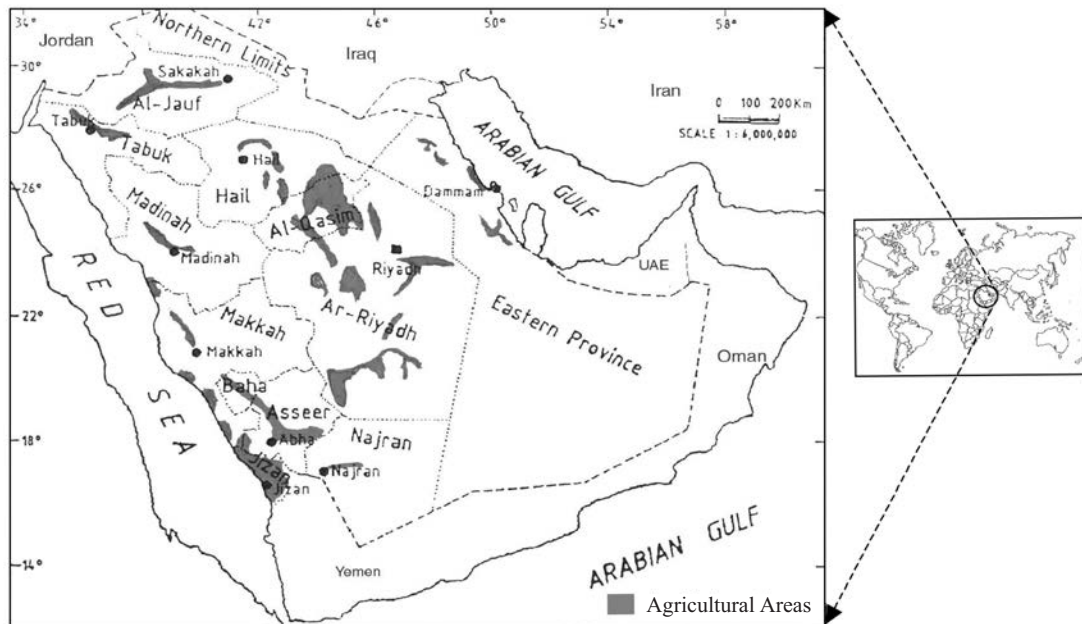 34°
42°
46°
50°
54°
58°
Jordan
Northern Limits
Iraq
Iran
30°
Sakakah
Al-Jauf
0 100 200 Km
SCALE 1:6,000,000
Tabuk
Tabuk
Hail
Hail
ARABIAN GULF
26°
Dammam
Madinah
Al-Qasim
Madinah
Riyadh
UAE
RED SEA
Ar-Riyadh
Eastern Province
22°
Makkah
Makkah
Oman
Baha
Asseer
18°
Abha
Najran
Jizan
Najran
Jizan
14°
Yemen
ARABIAN GULF
Agricultural Areas